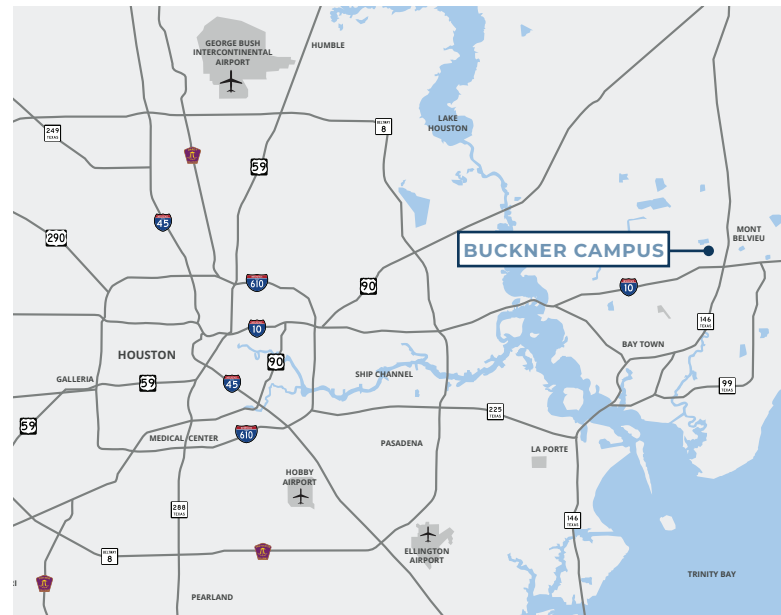 GEORGE BUSH
INTERCONTINENTAL
AIRPORT
HUMBLE
LAKE
HOUSTON
249
TEXAS
BELTWAY
8
59
45
290
MONT
BELVIEU
BUCKNER CAMPUS
610
90
10
10
146
TEXAS
BAY TOWN
HOUSTON
90
GALLERIA
59
45
SHIP CHANNEL
99
TEXAS
59
225
TEXAS
MEDICAL CENTER
610
PASADENA
LA PORTE
HOBBY
AIRPORT
288
TEXAS
146
TEXAS
BELTWAY
8
ELLINGTON
AIRPORT
TRINITY BAY
PEARLAND